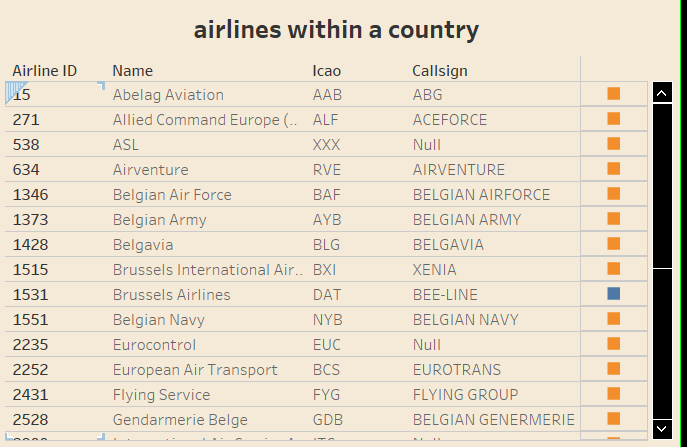 airlines within a country
Airline ID Name Icao Callsign
15 Abelag Aviation AAB ABG
271 Allied Command Europe (.. ALF ACEFORCE
538 ASL XXX Null
634 Airventure RVE AIRVENTURE
1346 Belgian Air Force BAF BELGIAN AIRFORCE
1373 Belgian Army AYB BELGIAN ARMY
1428 Belgavia BLG BELGAVIA
1515 Brussels International Air.. BXI XENIA
1531 Brussels Airlines DAT BEE-LINE
1551 Belgian Navy NYB BELGIAN NAVY
2235 Eurocontrol EUC Null
2252 European Air Transport BCS EUROTRANS
2431 Flying Service FYG FLYING GROUP
2528 Gendarmerie Belge GDB BELGIAN GENERMERIE